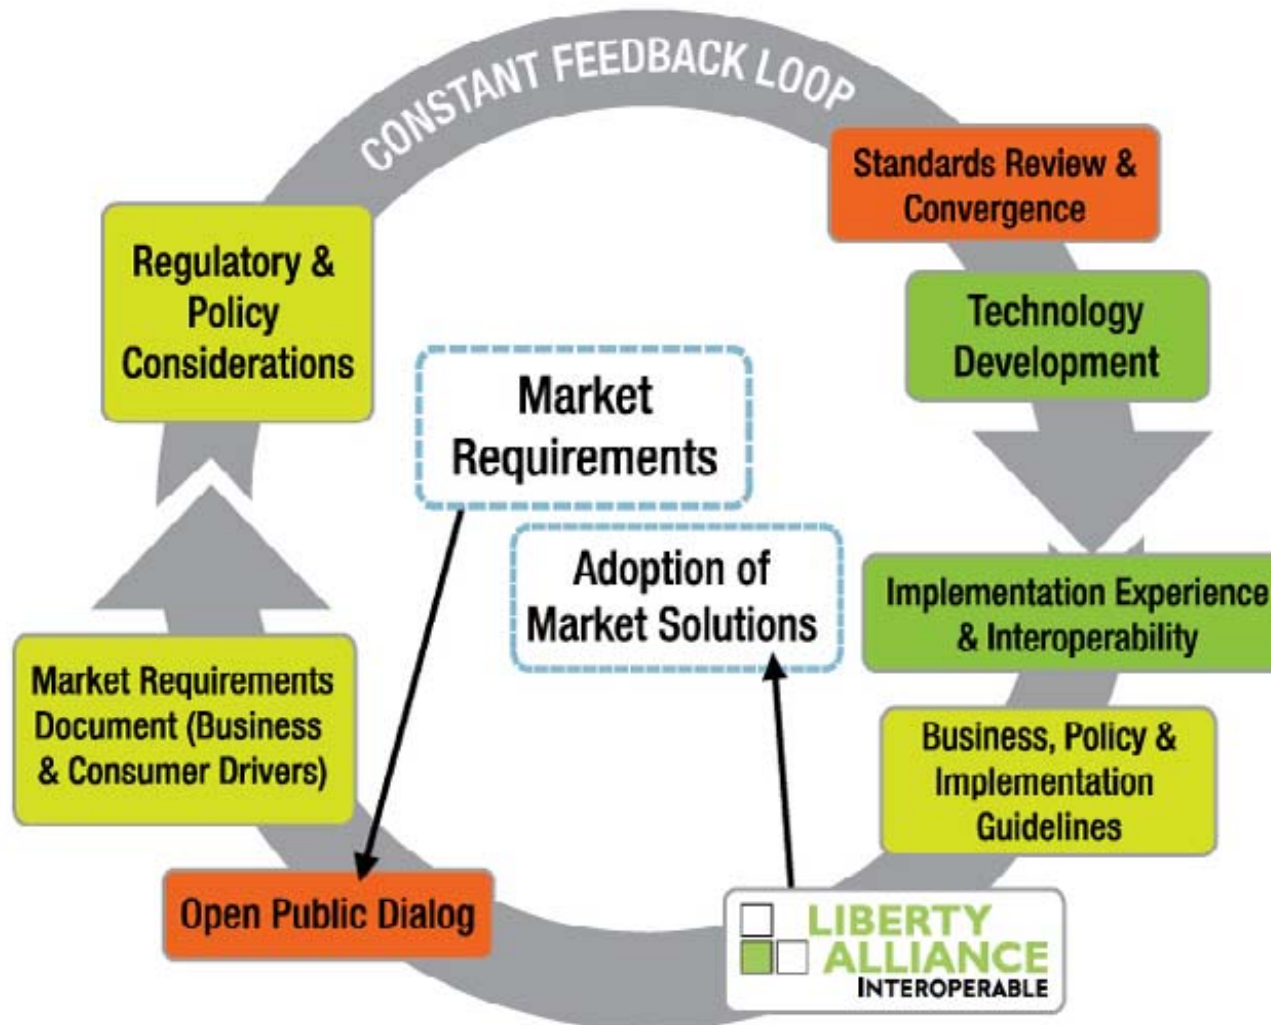 CONSTANT FEEDBACK LOOP
Standards Review &
Convergence
Technology
Development
Regulatory &
Policy
Considerations
Market
Requirements
Adoption of
Market Solutions
Implementation Experience
& Interoperability
Market Requirements
Document (Business
& Consumer Drivers)
Business, Policy &
Implementation
Guidelines
Open Public Dialog
LIBERTY
ALLIANCE
INTEROPERABLE